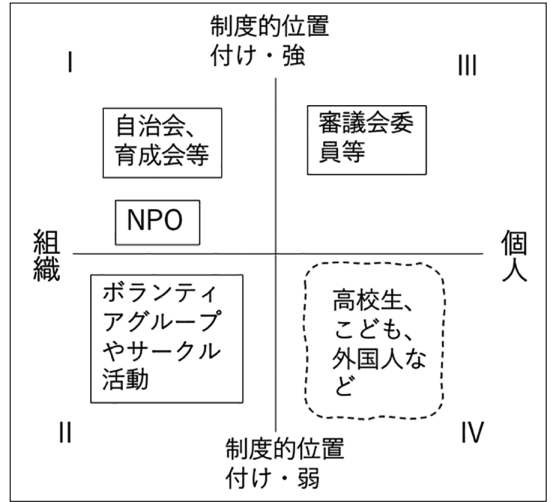 制度的位置
付け・強
I
III
自治会、
育成会等
審議会委
員等
NPO
組織
個人
ボランティ
アグループ
やサークル
活動
高校生、
こども、
外国人な
ど
II
IV
制度的位置
付け・弱